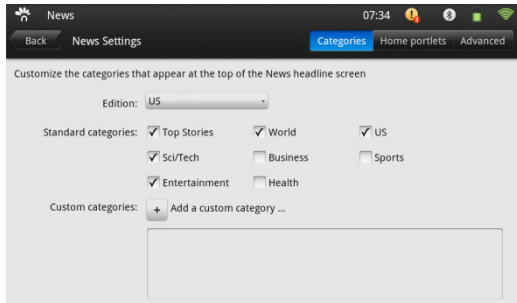 News 07:34
Back News Settings Categories Home portlets Advanced
Customize the categories that appear at the top of the News headline screen
Edition: US
Standard categories: Top Stories World US
Sci/Tech Business Sports
Entertainment Health
Custom categories: + Add a custom category ...